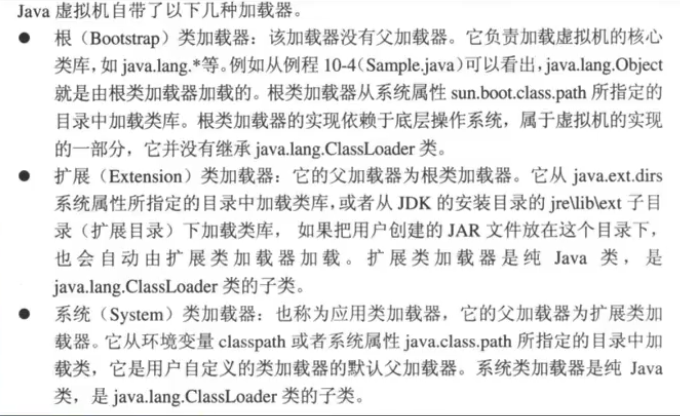 Java 虚拟机自带了以下几种加载器。
● 根（Bootstrap）类加载器：该加载器没有父加载器。它负责加载虚拟机的核心
类库，如 java.lang.*等。例如从例程 10-4（Sample.java）可以看出，java.lang.Object
就是由根类加载器加载的。根类加载器从系统属性 sun.boot.class.path 所指定的
目录中加载类库。根类加载器的实现依赖于底层操作系统，属于虚拟机的实现
的一部分，它并没有继承 java.lang.ClassLoader 类。
● 扩展（Extension）类加载器：它的父加载器为根类加载器。它从 java.ext.dirs
系统属性所指定的目录中加载类库，或者从 JDK 的安装目录的 jre\lib\ext 子目
录（扩展目录）下加载类库， 如果把用户创建的 JAR 文件放在这个目录下，
也会自动由扩展类加载器加载。扩展类加载器是纯 Java 类，是
java.lang.ClassLoader 类的子类。
● 系统（System）类加载器：也称为应用类加载器，它的父加载器为扩展类加
载器。它从环境变量 classpath 或者系统属性 java.class.path 所指定的目录中加
载类，它是用户自定义的类加载器的默认父加载器。系统类加载器是纯 Java
类，是 java.lang.ClassLoader 类的子类。